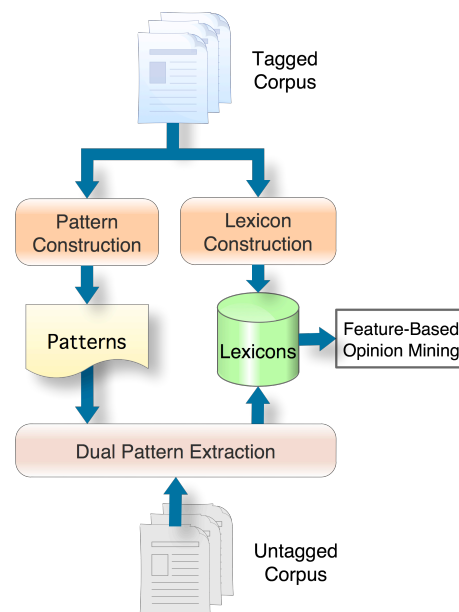 Tagged
Corpus
Pattern
Construction
Lexicon
Construction
Patterns
Lexicons
Feature-Based
Opinion Mining
Dual Pattern Extraction
Untagged
Corpus